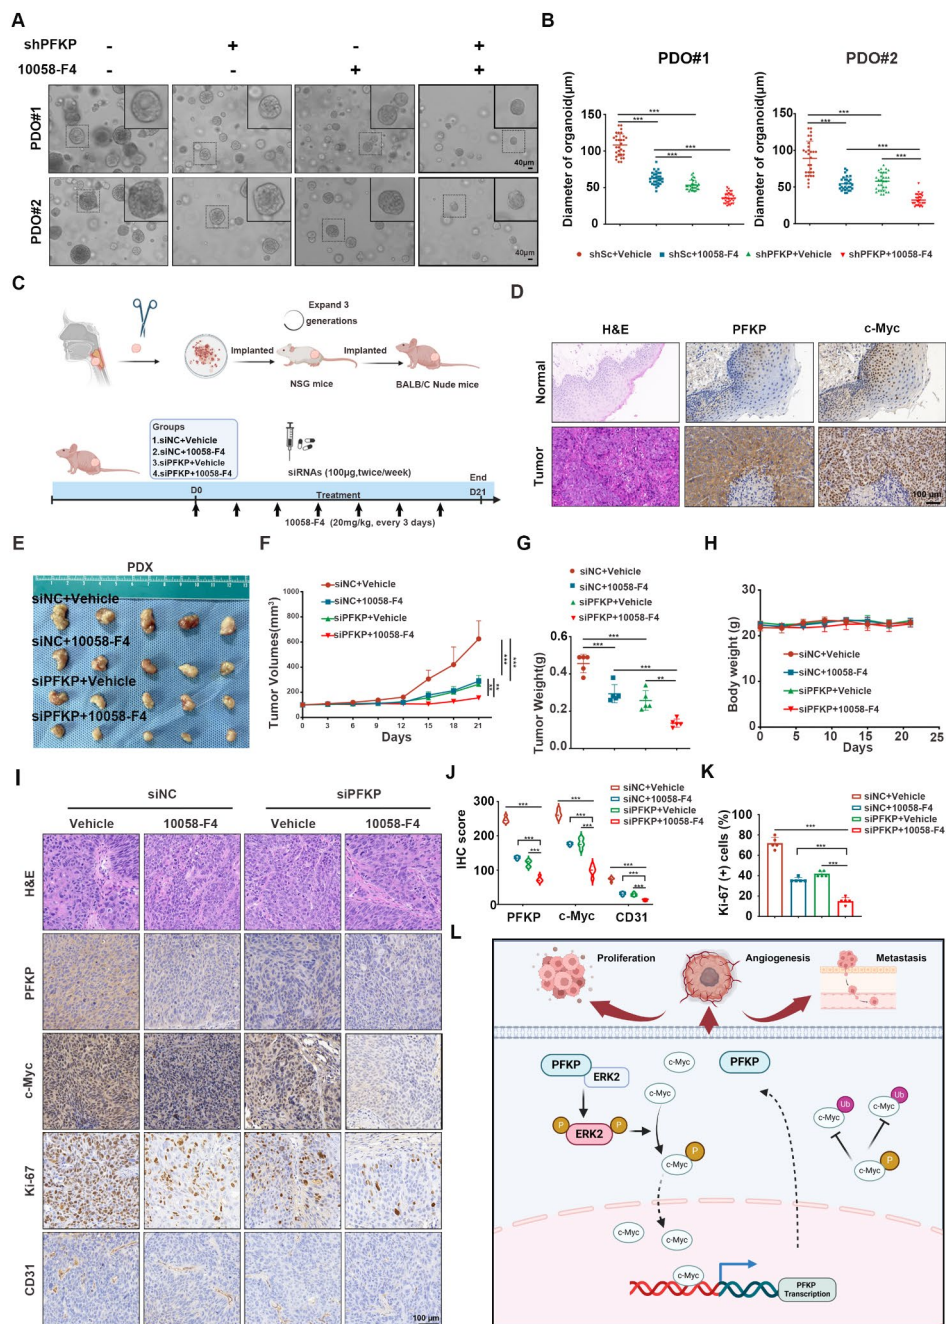 A
shPFKP - + - +
10058-F4 - - + +
PDO#1
40μm
PDO#2
40μm
B
PDO#1
PDO#2
Diameter of organoid(μm)
150
100
50
0
***
***
***
***
Diameter of organoid(μm)
150
100
50
0
***
***
***
***
shSc+Vehicle
shSc+10058-F4
shPFKP+Vehicle
shPFKP+10058-F4
C
Expand 3
generations
Implanted
Implanted
NSG mice
BALB/C Nude mice
Groups
1.siNC+Vehicle
2.siNC+10058-F4
3.siPFKP+Vehicle
4.siPFKP+10058-F4
siRNAs (100μg,twice/week)
End
D0
Treatment
D21
10058-F4 (20mg/kg, every 3 days)
D
H&E
PFKP
c-Myc
Normal
Tumor
100 μm
E
PDX
siNC+Vehicle
siNC+10058-F4
siPFKP+Vehicle
siPFKP+10058-F4
F
siNC+Vehicle
siNC+10058-F4
siPFKP+Vehicle
siPFKP+10058-F4
Tumor Volumes(mm³)
1000
800
600
400
200
0
***
***
**
**
0 3 6 9 12 15 18 21
Days
G
siNC+Vehicle
siNC+10058-F4
siPFKP+Vehicle
siPFKP+10058-F4
Tumor Weight(g)
0.6
0.4
0.2
0.0
***
***
***
**
H
Body weight (g)
30
20
10
0
siNC+Vehicle
siNC+10058-F4
siPFKP+Vehicle
siPFKP+10058-F4
0 5 10 15 20 25
Days
I
siNC
siPFKP
Vehicle
10058-F4
Vehicle
10058-F4
H&E
PFKP
c-Myc
Ki-67
CD31
100 μm
J
siNC+Vehicle
siNC+10058-F4
siPFKP+Vehicle
siPFKP+10058-F4
IHC score
300
200
100
0
***
***
***
***
***
***
***
***
***
PFKP
c-Myc
CD31
K
siNC+Vehicle
siNC+10058-F4
siPFKP+Vehicle
siPFKP+10058-F4
Ki-67 (+) cells (%)
100
80
60
40
20
0
***
***
***
L
Proliferation
Angiogenesis
Metastasis
PFKP
ERK2
c-Myc
PFKP
c-Myc
Ub
c-Myc
Ub
c-Myc
P
ERK2
P
c-Myc
P
c-Myc
P
c-Myc
c-Myc
c-Myc
PFKP
Transcription